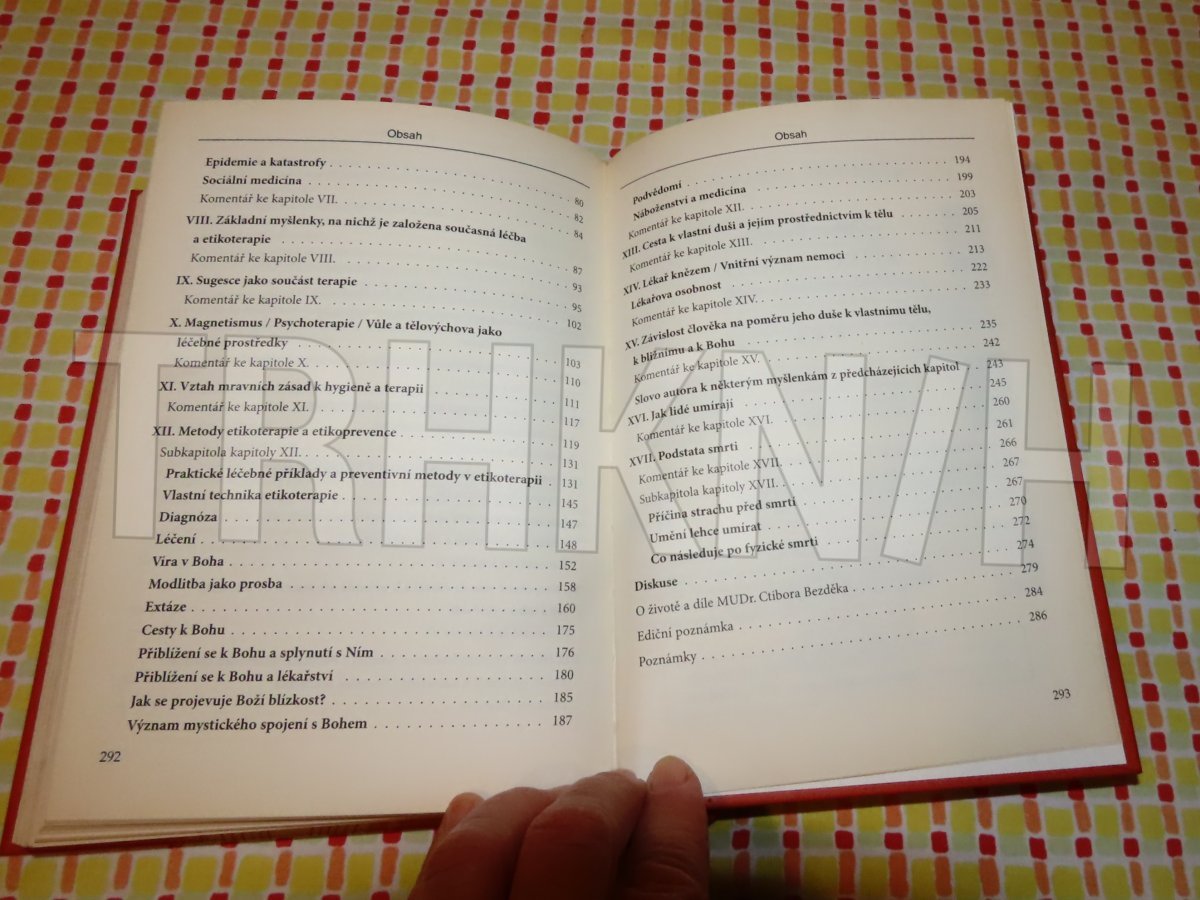 Obsah
Epidemie a katastrofy . . . . . 80
Sociální medicína . . . . . 82
Komentář ke kapitole VII. . . . . . 84
VIII. Základní myšlenky, na nichž je založena současná léčba
a etikoterapie . . . . . 87
Komentář ke kapitole VIII. . . . . . 93
IX. Sugesce jako součást terapie . . . . . 95
Komentář ke kapitole IX. . . . . . 102
X. Magnetismus / Psychoterapie / Vůle a tělovýchova jako
léčebné prostředky . . . . . 103
Komentář ke kapitole X. . . . . . 110
XI. Vztah mravních zásad k hygieně a terapii . . . . . 111
Komentář ke kapitole XI. . . . . . 117
XII. Metody etikoterapie a etikoprevence . . . . . 119
Subkapitola kapitoly XII. . . . . . 131
Praktické léčebné příklady a preventivní metody v etikoterapii . 131
Vlastní technika etikoterapie . . . . . 145
Diagnóza . . . . . 147
Léčení . . . . . 148
Víra v Boha . . . . . 152
Modlitba jako prosba . . . . . 158
Extáze . . . . . 160
Cesty k Bohu . . . . . 175
Přiblížení se k Bohu a splynutí s Ním . . . . . 176
Přiblížení se k Bohu a lékařství . . . . . 180
Jak se projevuje Boží blízkost? . . . . . 185
Význam mystického spojení s Bohem . . . . . 187
292
Obsah
Podvědomí . . . . . 194
Náboženství a medicína . . . . . 199
Komentář ke kapitole XII. . . . . . 203
XIII. Cesta k vlastní duši a jejím prostřednictvím k tělu . . . . . 205
Komentář ke kapitole XIII. . . . . . 211
XIV. Lékař knězem / Vnitřní význam nemoci . . . . . 213
Lékařova osobnost . . . . . 222
Komentář ke kapitole XIV. . . . . . 233
XV. Závislost člověka na poměru jeho duše k vlastnímu tělu,
k bližnímu a k Bohu . . . . . 235
Komentář ke kapitole XV. . . . . . 242
Slovo autora k některým myšlenkám z předcházejících kapitol . . 243
XVI. Jak lidé umírají . . . . . 245
Komentář ke kapitole XVI. . . . . . 260
XVII. Podstata smrti . . . . . 261
Komentář ke kapitole XVII. . . . . . 266
Subkapitola kapitoly XVII. . . . . . 267
Příčina strachu před smrtí . . . . . 267
Umění lehce umírat . . . . . 270
Co následuje po fyzické smrti . . . . . 272
Diskuse . . . . . 274
O životě a díle MUDr. Ctibora Bezděka . . . . . 279
Ediční poznámka . . . . . 284
Poznámky . . . . . 286
293
TRHKNIH